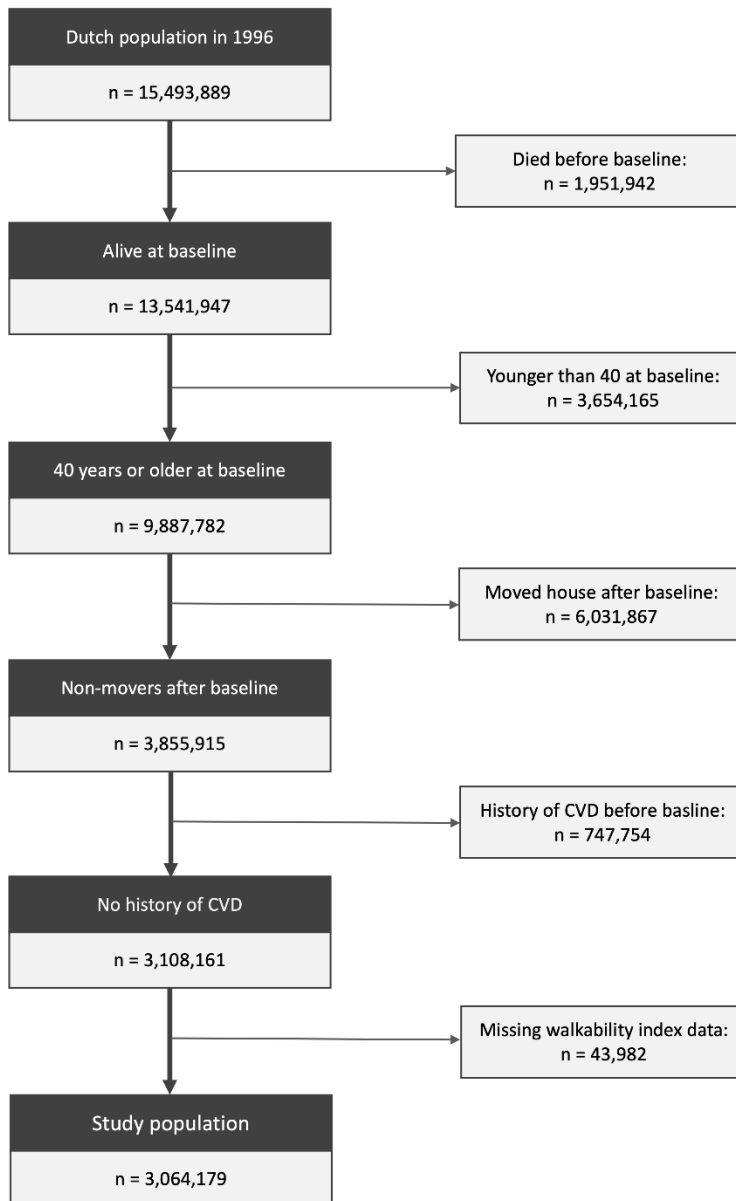 Dutch population in 1996
n = 15,493,889
Died before baseline:
n = 1,951,942
Alive at baseline
n = 13,541,947
Younger than 40 at baseline:
n = 3,654,165
40 years or older at baseline
n = 9,887,782
Moved house after baseline:
n = 6,031,867
Non-movers after baseline
n = 3,855,915
History of CVD before basline:
n = 747,754
No history of CVD
n = 3,108,161
Missing walkability index data:
n = 43,982
Study population
n = 3,064,179